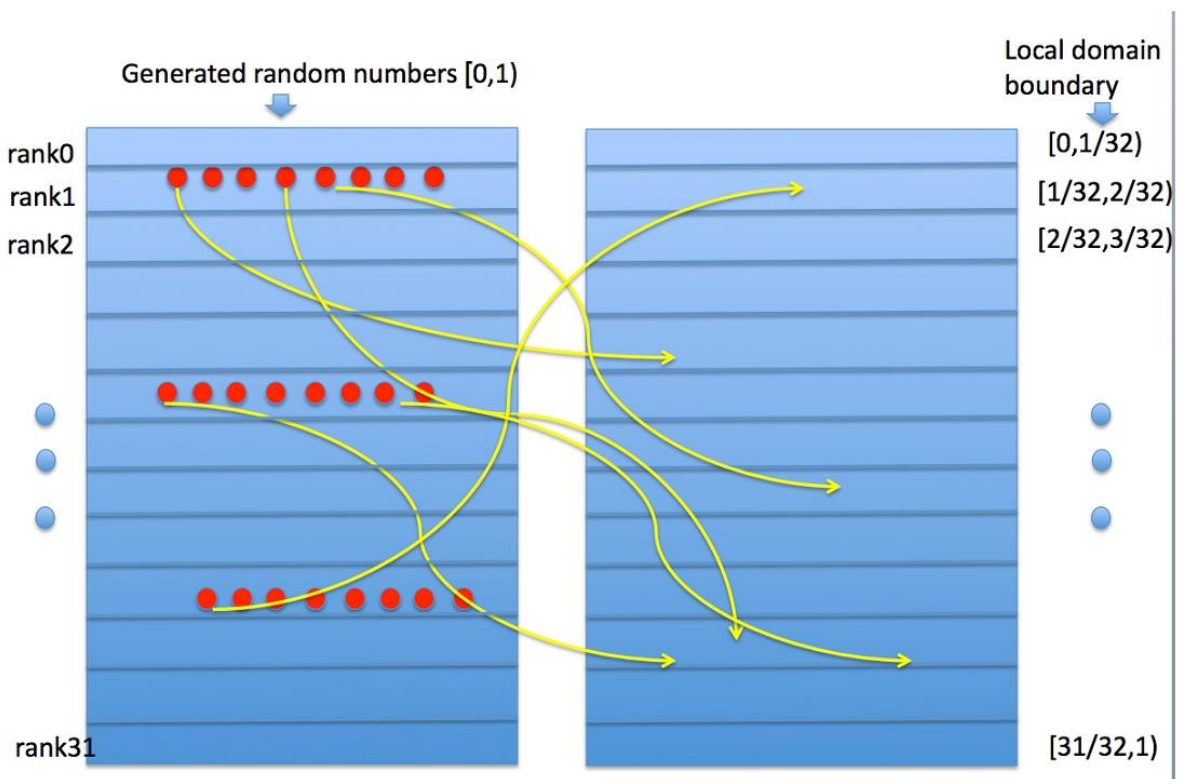 Generated random numbers [0,1)
Local domain
boundary
rank0
[0,1/32)
rank1
[1/32,2/32)
rank2
[2/32,3/32)
rank31
[31/32,1)